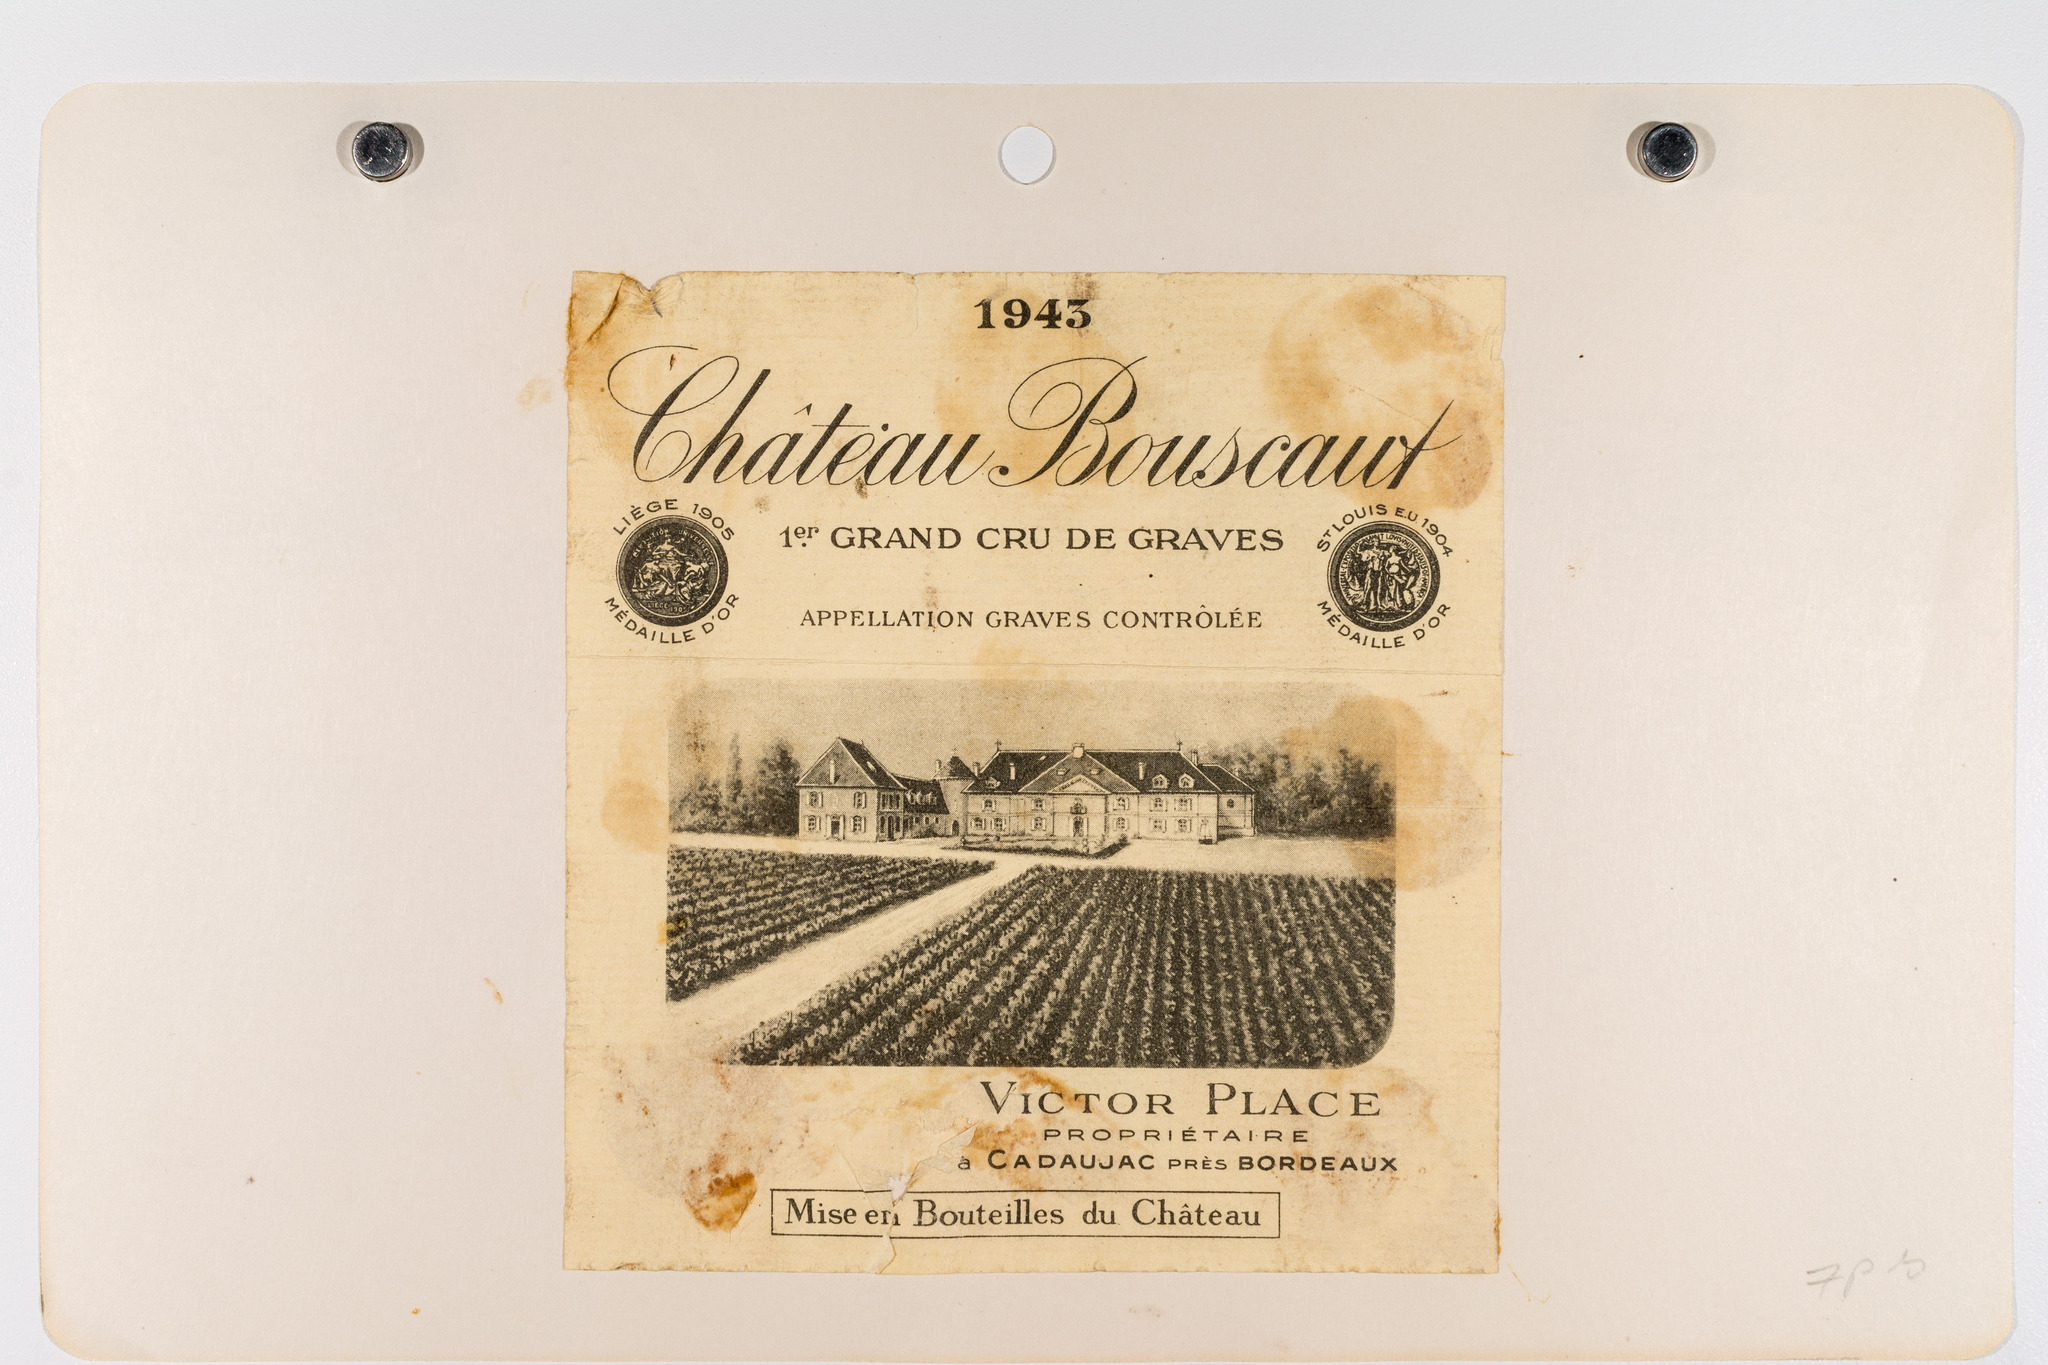 1943
Château Bouscaut
LIÈGE 1905
MÉDAILLE D'OR
1er GRAND CRU DE GRAVES
ST LOUIS E.U 1904
MÉDAILLE D'OR
APPELLATION GRAVES CONTRÔLÉE
VICTOR PLACE
PROPRIÉTAIRE
à CADAUJAC PRÈS BORDEAUX
Mise en Bouteilles du Château